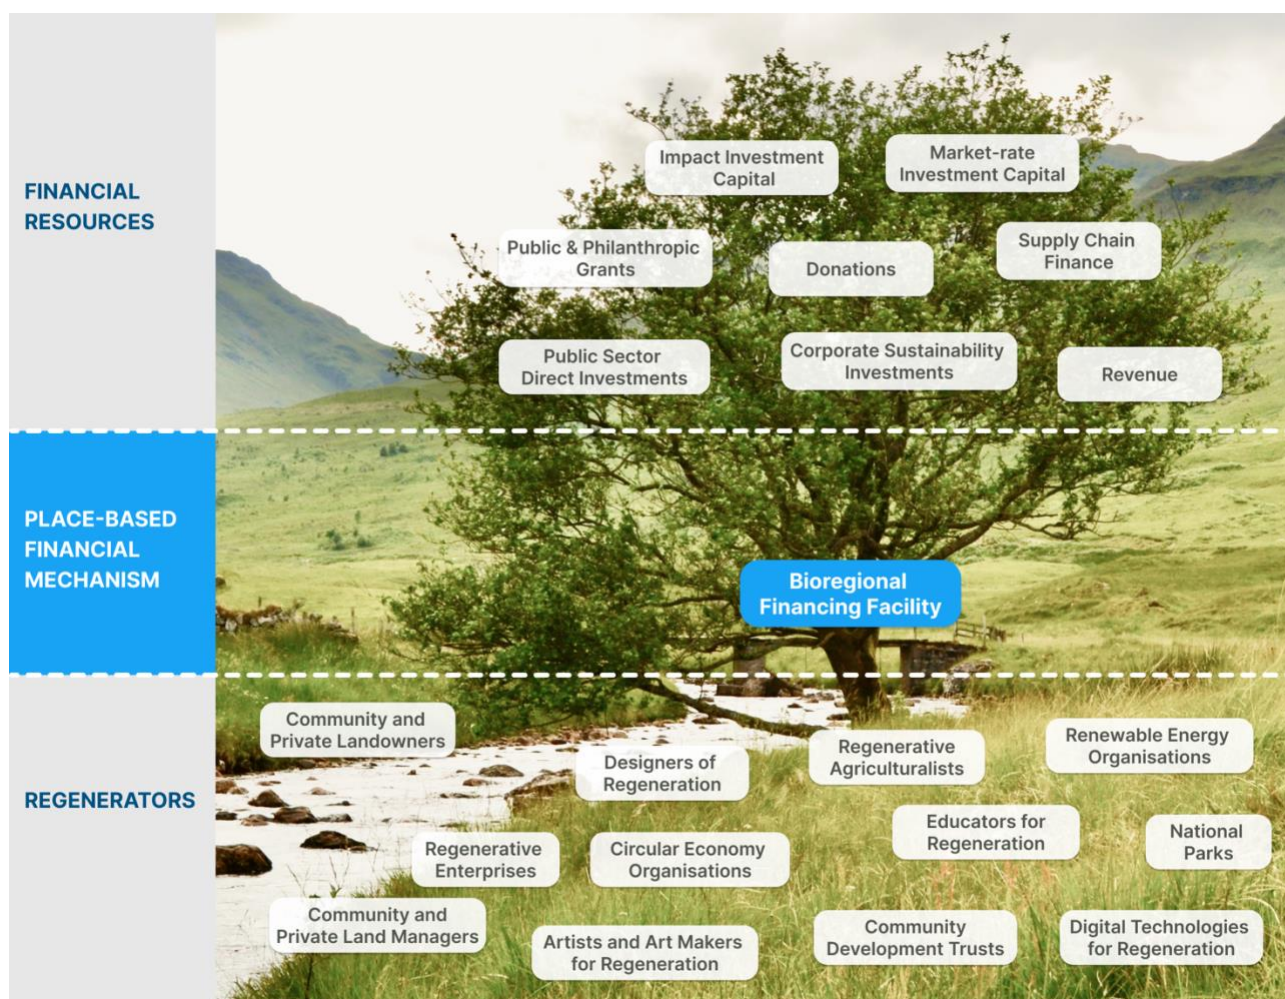 FINANCIAL
RESOURCES
Impact Investment
Capital
Market-rate
Investment Capital
Public & Philanthropic
Grants
Donations
Supply Chain
Finance
Public Sector
Direct Investments
Corporate Sustainability
Investments
Revenue
PLACE-BASED
FINANCIAL
MECHANISM
Bioregional
Financing Facility
REGENERATORS
Community and
Private Landowners
Designers of
Regeneration
Regenerative
Agriculturalists
Renewable Energy
Organisations
Regenerative
Enterprises
Circular Economy
Organisations
Educators for
Regeneration
National
Parks
Community and
Private Land Managers
Artists and Art Makers
for Regeneration
Community
Development Trusts
Digital Technologies
for Regeneration